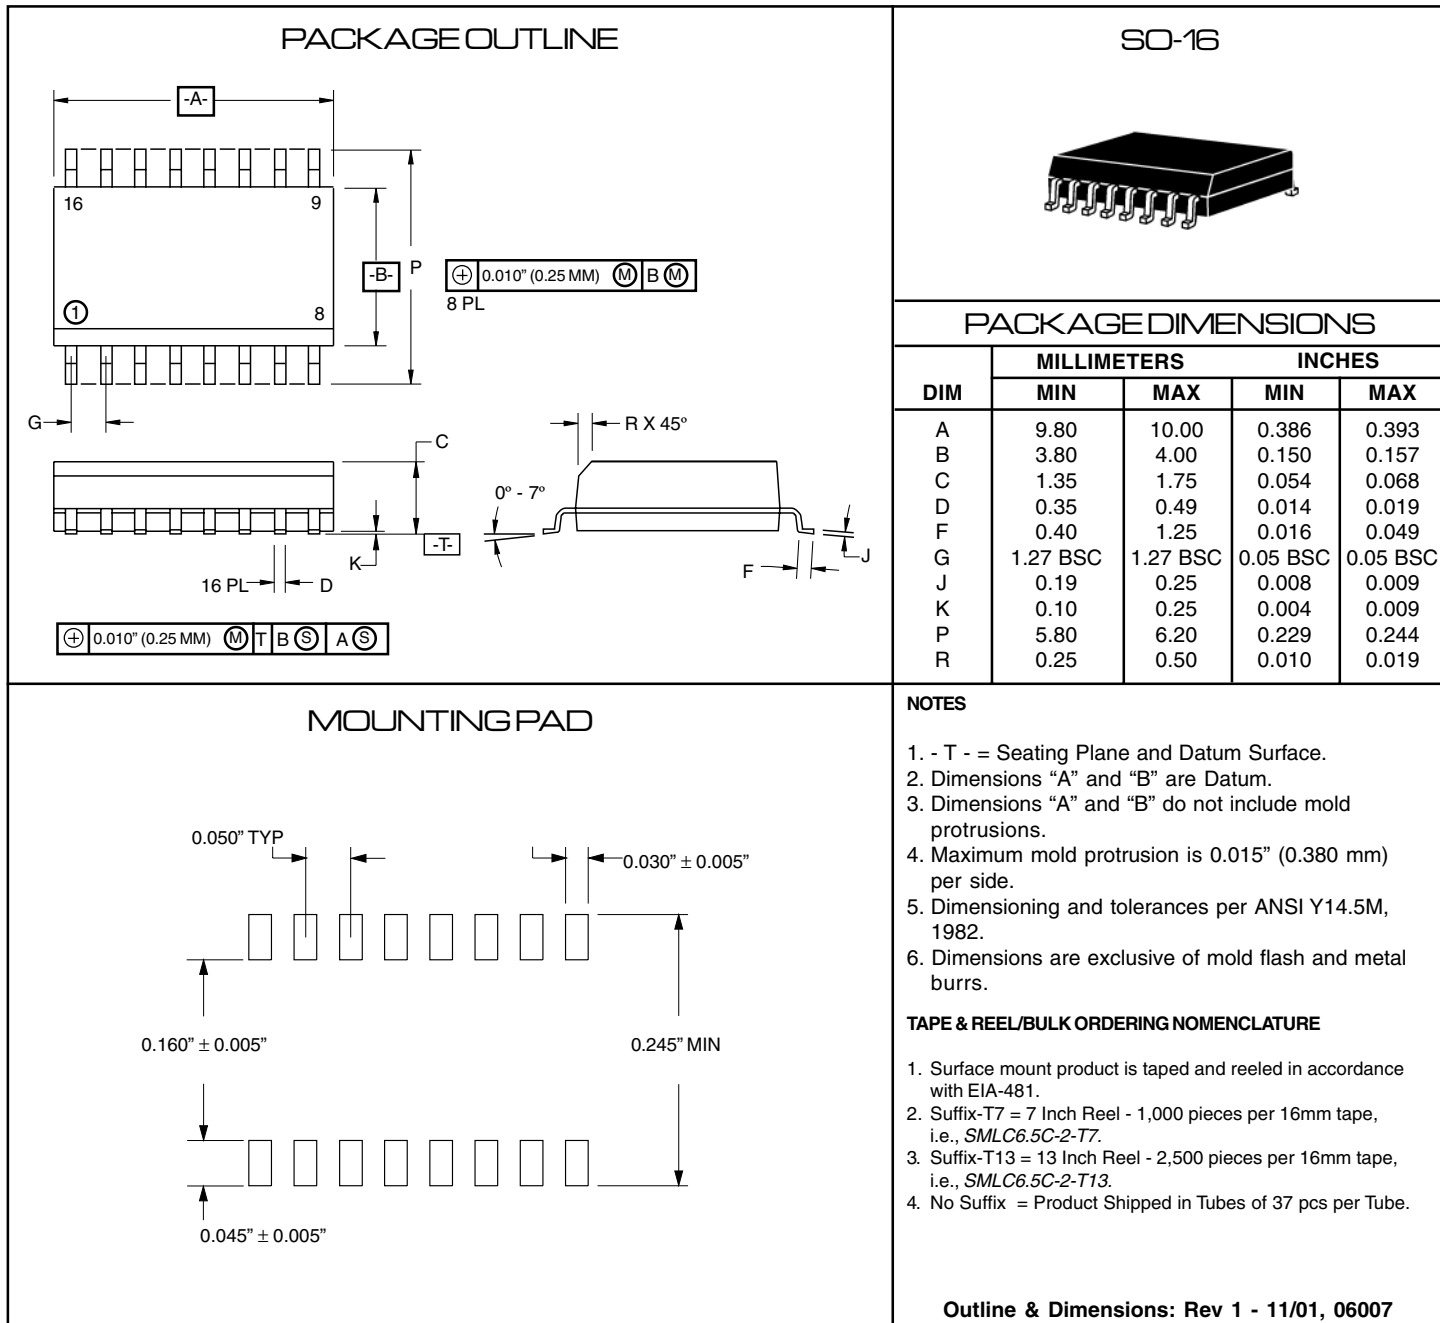 PACKAGE OUTLINE
-A-
16
9
-B-
P
⊕ 0.010” (0.25 MM) Ⓜ B Ⓜ
8 PL
1
8
G
C
R X 45º
0º - 7º
K
-T-
16 PL
D
F
J
⊕ 0.010” (0.25 MM) Ⓜ T B Ⓢ A Ⓢ
SO-16
PACKAGE DIMENSIONS
MILLIMETERS INCHES
DIM MIN MAX MIN MAX
A 9.80 10.00 0.386 0.393
B 3.80 4.00 0.150 0.157
C 1.35 1.75 0.054 0.068
D 0.35 0.49 0.014 0.019
F 0.40 1.25 0.016 0.049
G 1.27 BSC 1.27 BSC 0.05 BSC 0.05 BSC
J 0.19 0.25 0.008 0.009
K 0.10 0.25 0.004 0.009
P 5.80 6.20 0.229 0.244
R 0.25 0.50 0.010 0.019
MOUNTING PAD
0.050” TYP
0.030” ± 0.005”
0.160” ± 0.005”
0.245” MIN
0.045” ± 0.005”
NOTES
1. - T - = Seating Plane and Datum Surface.
2. Dimensions “A” and “B” are Datum.
3. Dimensions “A” and “B” do not include mold
protrusions.
4. Maximum mold protrusion is 0.015” (0.380 mm)
per side.
5. Dimensioning and tolerances per ANSI Y14.5M,
1982.
6. Dimensions are exclusive of mold flash and metal
burrs.
TAPE & REEL/BULK ORDERING NOMENCLATURE
1. Surface mount product is taped and reeled in accordance
with EIA-481.
2. Suffix-T7 = 7 Inch Reel - 1,000 pieces per 16mm tape,
i.e., SMLC6.5C-2-T7.
3. Suffix-T13 = 13 Inch Reel - 2,500 pieces per 16mm tape,
i.e., SMLC6.5C-2-T13.
4. No Suffix = Product Shipped in Tubes of 37 pcs per Tube.
Outline & Dimensions: Rev 1 - 11/01, 06007